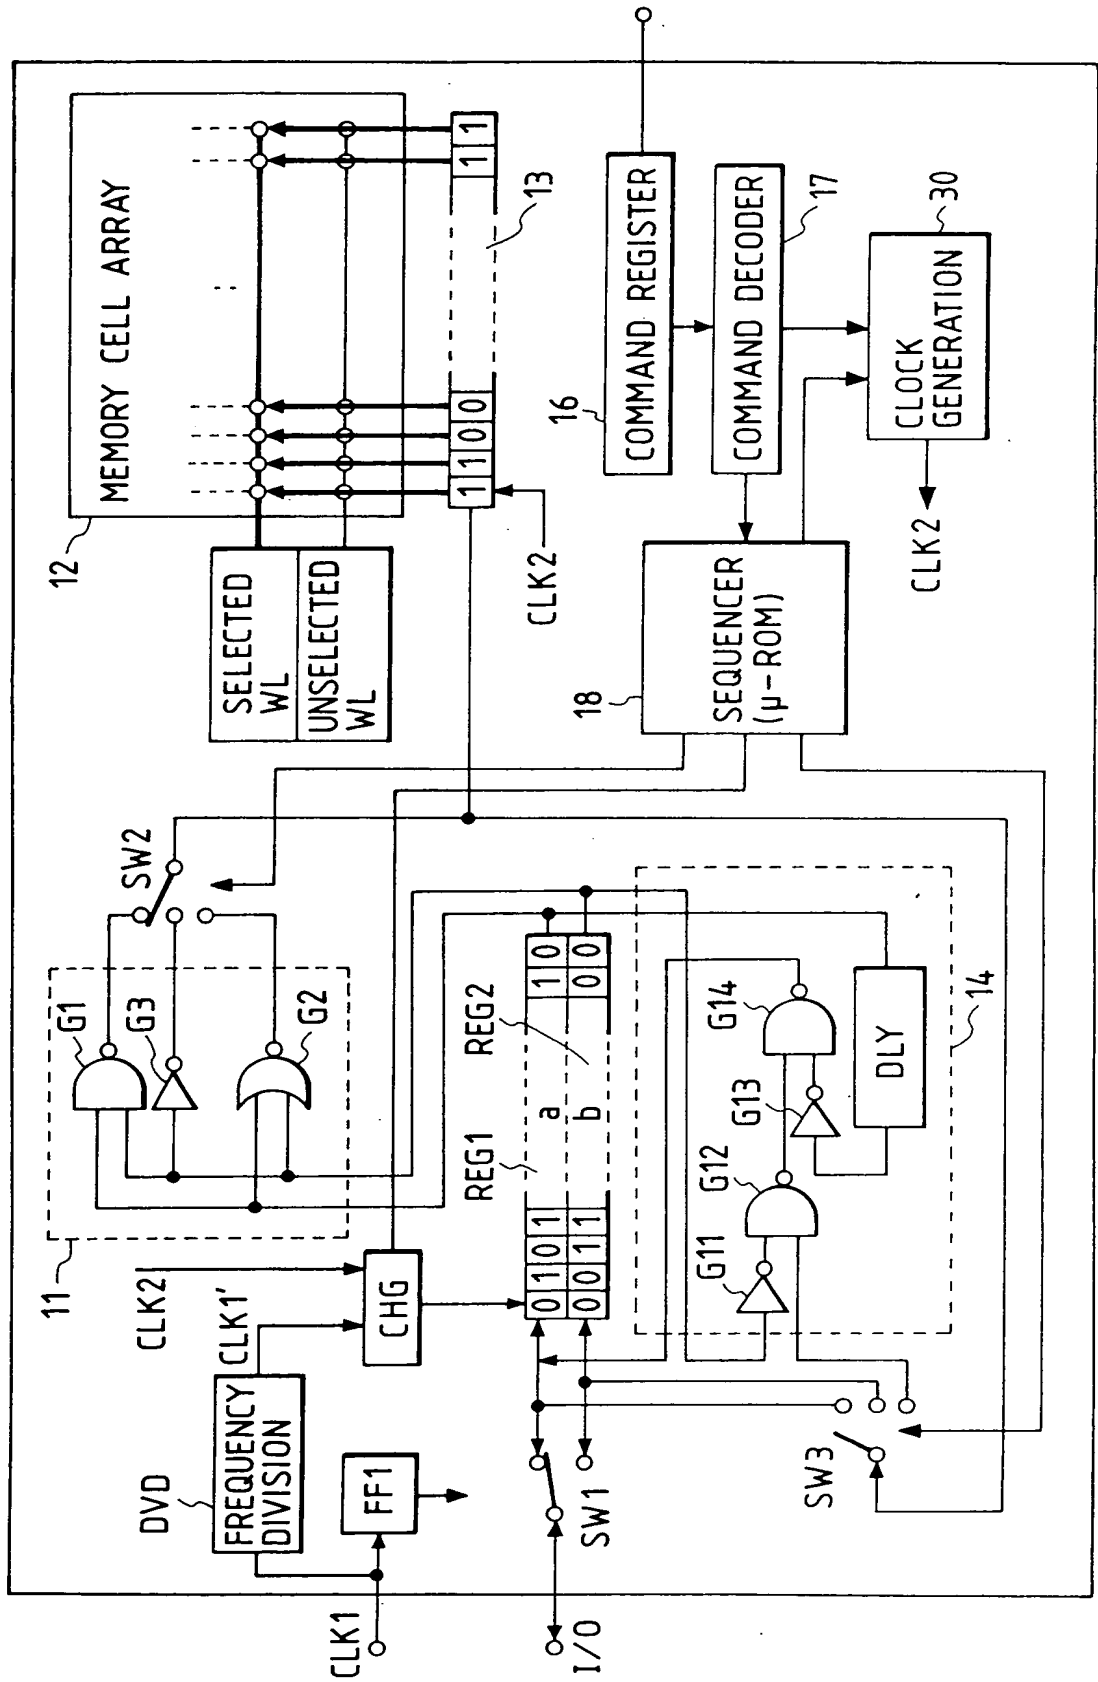 MEMORY CELL ARRAY
12
SELECTED
WL
UNSELECTED
WL
1 1 0 0
1 1
13
CLK2
16
COMMAND REGISTER
COMMAND DECODER
17
CLOCK
GENERATION
30
CLK2
18
SEQUENCER
(μ-ROM)
SW2
11
G1
G3
G2
CLK2
CLK1'
CHG
DVD
FREQUENCY
DIVISION
FF1
CLK1
I/O
SW1
SW3
REG1
REG2
0 1 0 1
a
1 0
0 0 1 1
b
0 0
G11
G12
G13
G14
DLY
14